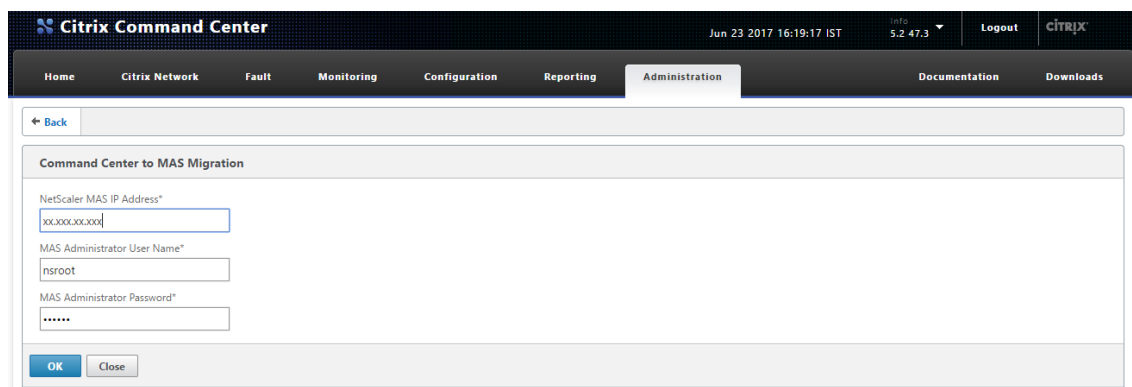 Citrix Command Center
Jun 23 2017 16:19:17 IST
Info
5.2 47.3
Logout
CITRIX
Home Citrix Network Fault Monitoring Configuration Reporting Administration Documentation Downloads
Back
Command Center to MAS Migration
NetScaler MAS IP Address*
xx.xxx.xx.xxx
MAS Administrator User Name*
nsroot
MAS Administrator Password*
••••••
OK Close